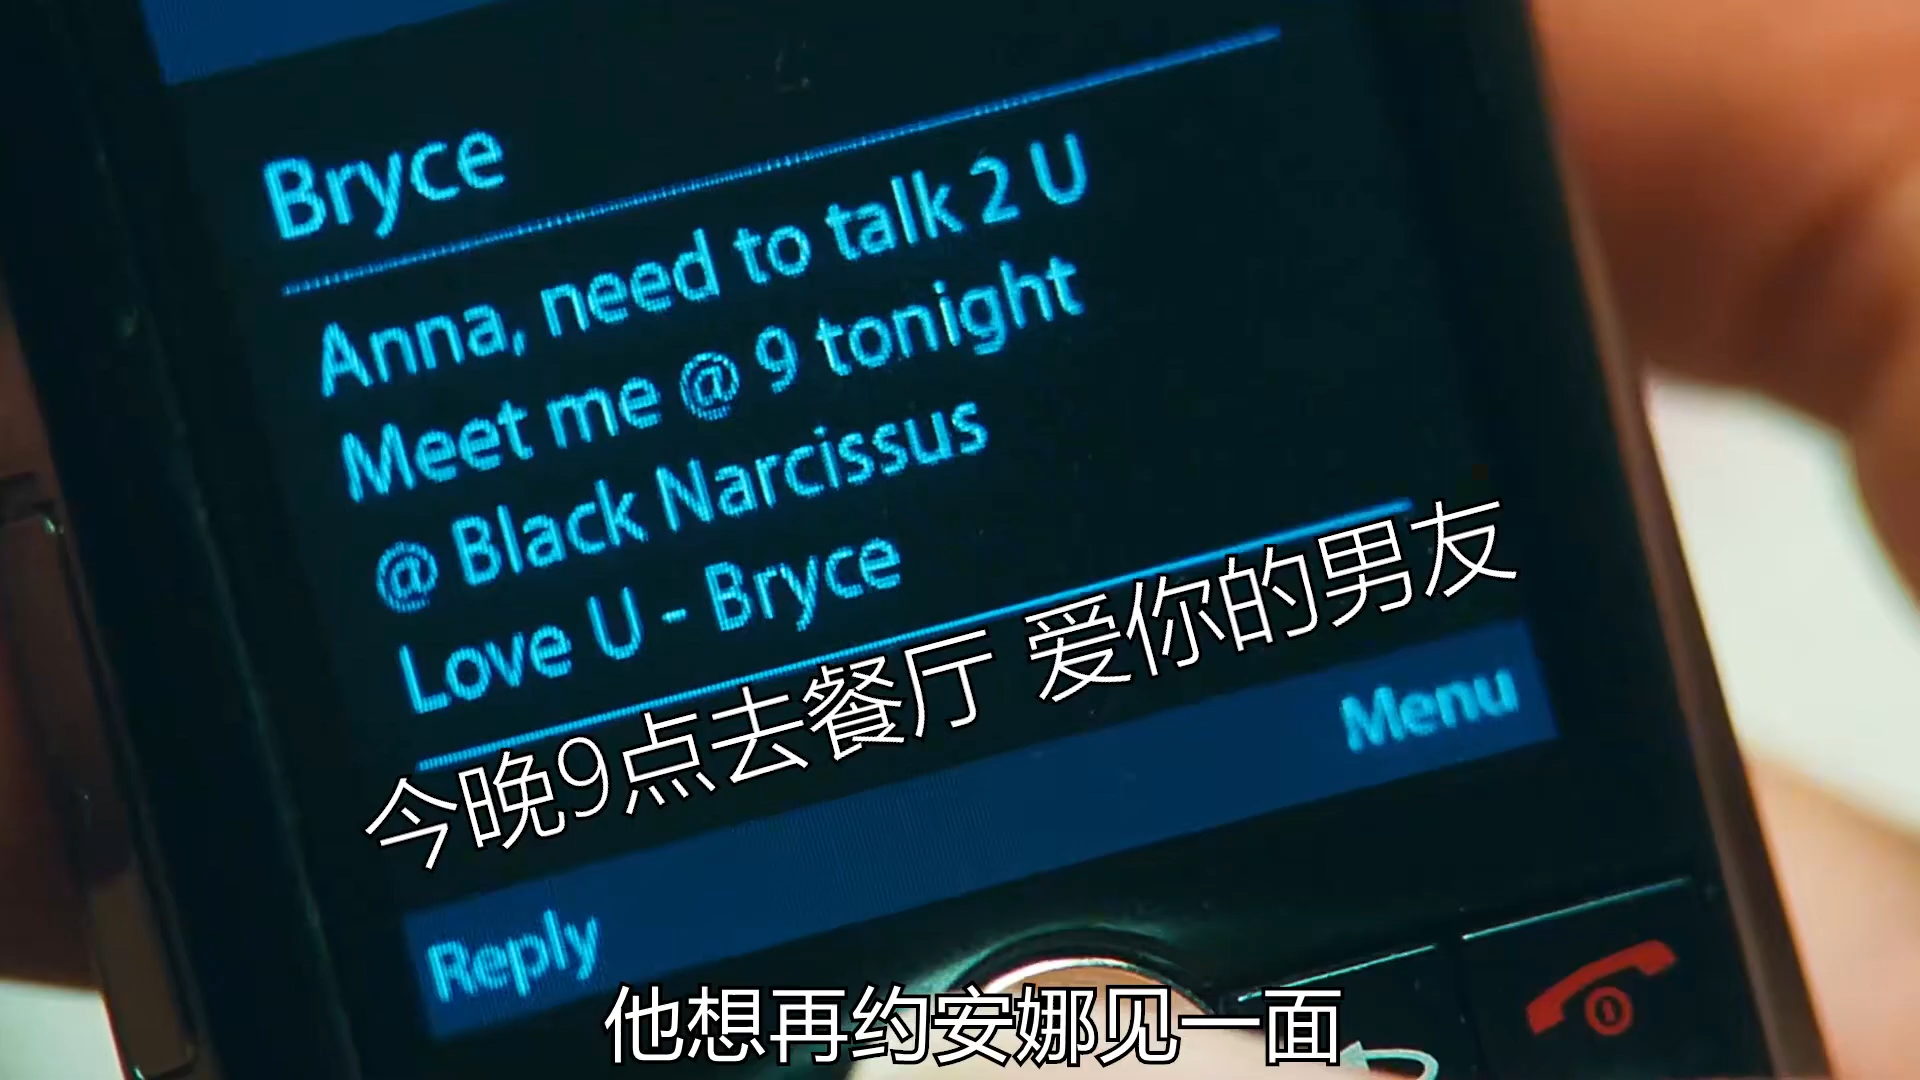 Bryce
Anna, need to talk 2 U
Meet me @ 9 tonight
@ Black Narcissus
Love U - Bryce
今晚9点去餐厅 爱你的男友
Menu
Reply
他想再约安娜见一面